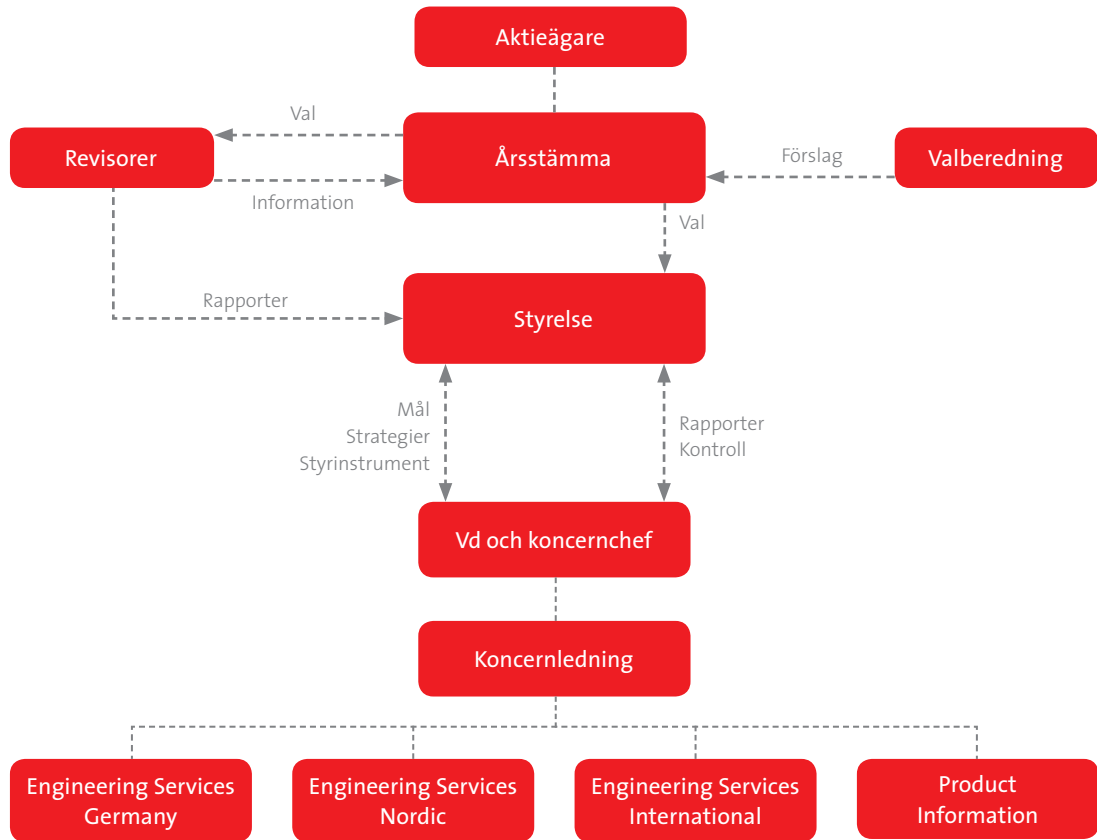 Aktieägare
Val
Revisorer
Årsstämma
Förslag
Valberedning
Information
Val
Rapporter
Styrelse
Mål
Strategier
Styrinstrument
Rapporter
Kontroll
Vd och koncernchef
Koncernledning
Engineering Services
Germany
Engineering Services
Nordic
Engineering Services
International
Product
Information